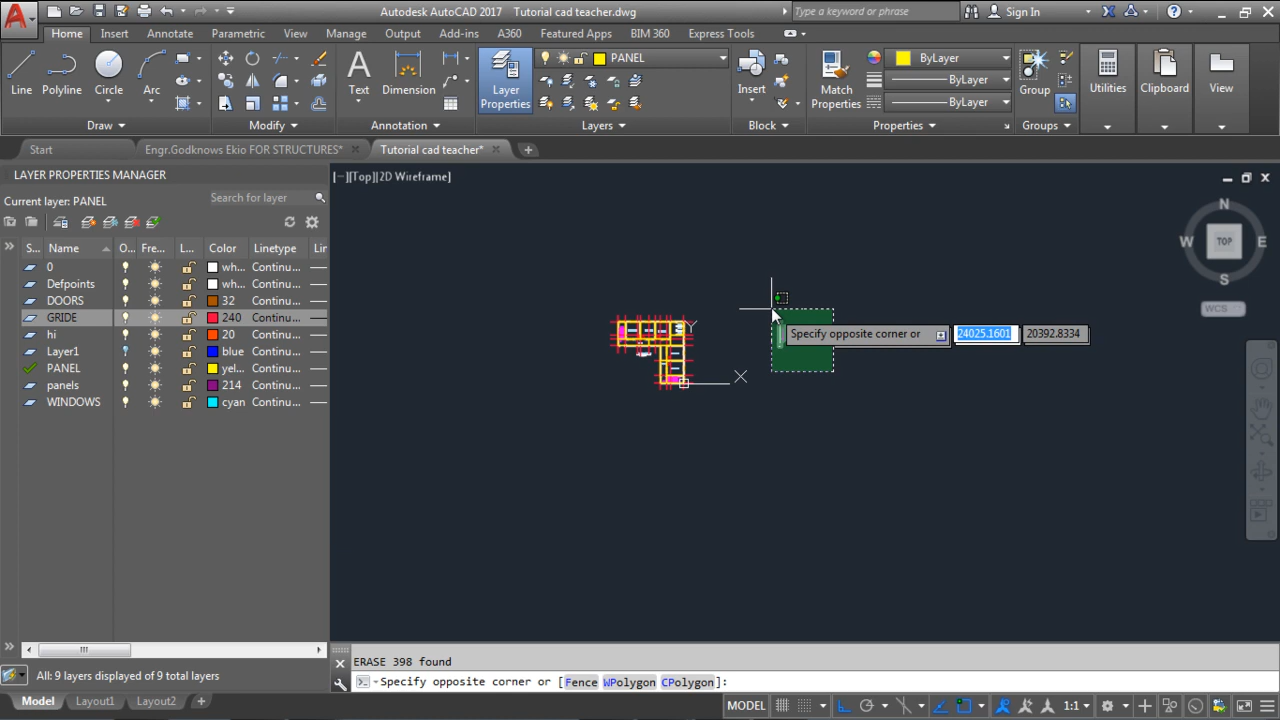 Autodesk AutoCAD 2017 Tutorial cad teacher.dwg
Type a keyword or phrase
Sign In
Home Insert Annotate Parametric View Manage Output Add-ins A360 Featured Apps BIM 360 Express Tools
PANEL
ByLayer
ByLayer
ByLayer
Line Polyline Circle Arc
Text Dimension
Layer Properties
Insert
Match Properties
Group
Utilities Clipboard View
Draw Modify Annotation Layers Block Properties Groups
Start Engr.Godknows Ekio FOR STRUCTURES* Tutorial cad teacher*
LAYER PROPERTIES MANAGER
[−][Top][2D Wireframe]
Current layer: PANEL
Search for layer
S... Name O.. Fre... L... Color Linetype Lir
0 wh... Continu...
Defpoints wh... Continu...
DOORS 32 Continu...
GRIDE 240 Continu...
hi 20 Continu...
Layer1 blue Continu...
PANEL yel... Continu...
panels 214 Continu...
WINDOWS cyan Continu...
N
W TOP E
S
WCS
Y
X
Specify opposite corner or 24025.1601 20392.8334
ERASE 398 found
Specify opposite corner or [Fence WPolygon CPolygon]:
All: 9 layers displayed of 9 total layers
Model Layout1 Layout2
MODEL 1:1